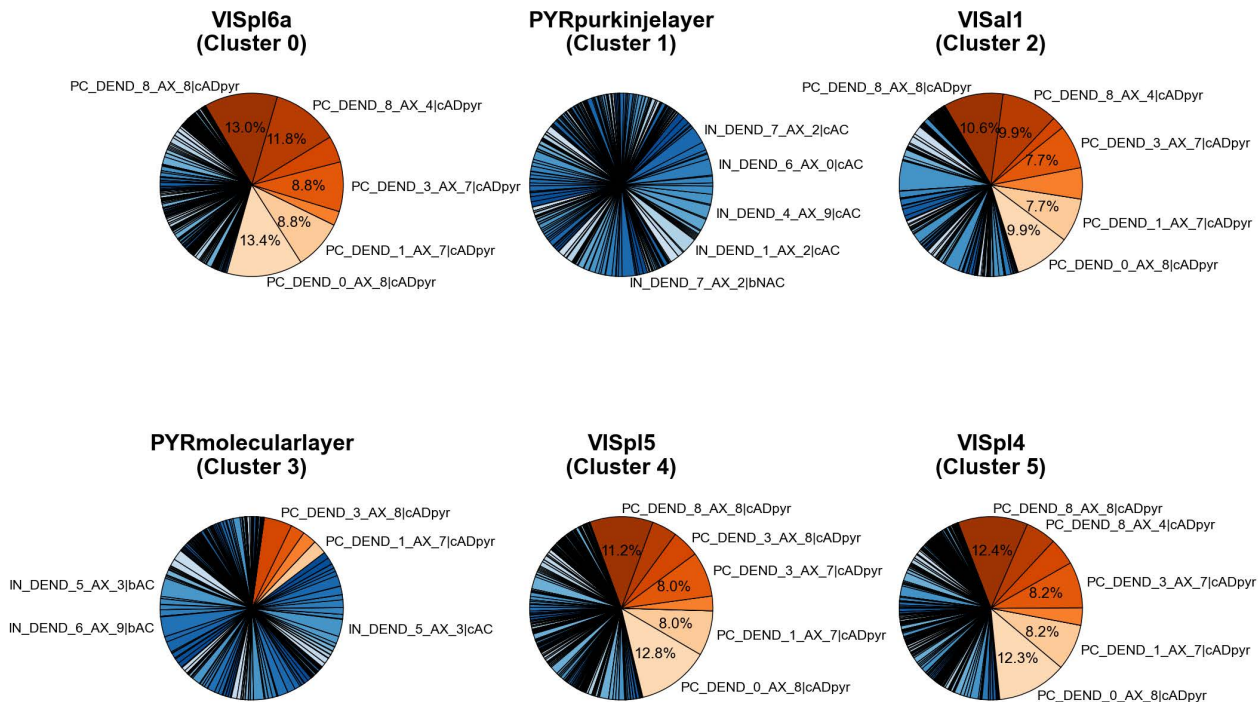 VISpl6a
(Cluster 0)
PC_DEND_8_AX_8|cADpyr
PC_DEND_8_AX_4|cADpyr
13.0%
11.8%
8.8%
PC_DEND_3_AX_7|cADpyr
8.8%
13.4%
PC_DEND_1_AX_7|cADpyr
PC_DEND_0_AX_8|cADpyr
PYRpurkinjelayer
(Cluster 1)
IN_DEND_7_AX_2|cAC
IN_DEND_6_AX_0|cAC
IN_DEND_4_AX_9|cAC
IN_DEND_1_AX_2|cAC
IN_DEND_7_AX_2|bNAC
VISal1
(Cluster 2)
PC_DEND_8_AX_8|cADpyr
PC_DEND_8_AX_4|cADpyr
10.6%
9.9%
PC_DEND_3_AX_7|cADpyr
7.7%
7.7%
PC_DEND_1_AX_7|cADpyr
9.9%
PC_DEND_0_AX_8|cADpyr
PYRmolecularlayer
(Cluster 3)
PC_DEND_3_AX_8|cADpyr
PC_DEND_1_AX_7|cADpyr
IN_DEND_5_AX_3|bAC
IN_DEND_6_AX_9|bAC
IN_DEND_5_AX_3|cAC
VISpl5
(Cluster 4)
PC_DEND_8_AX_8|cADpyr
PC_DEND_3_AX_8|cADpyr
11.2%
PC_DEND_3_AX_7|cADpyr
8.0%
8.0%
PC_DEND_1_AX_7|cADpyr
12.8%
PC_DEND_0_AX_8|cADpyr
VISpl4
(Cluster 5)
PC_DEND_8_AX_8|cADpyr
PC_DEND_8_AX_4|cADpyr
12.4%
PC_DEND_3_AX_7|cADpyr
8.2%
8.2%
PC_DEND_1_AX_7|cADpyr
12.3%
PC_DEND_0_AX_8|cADpyr